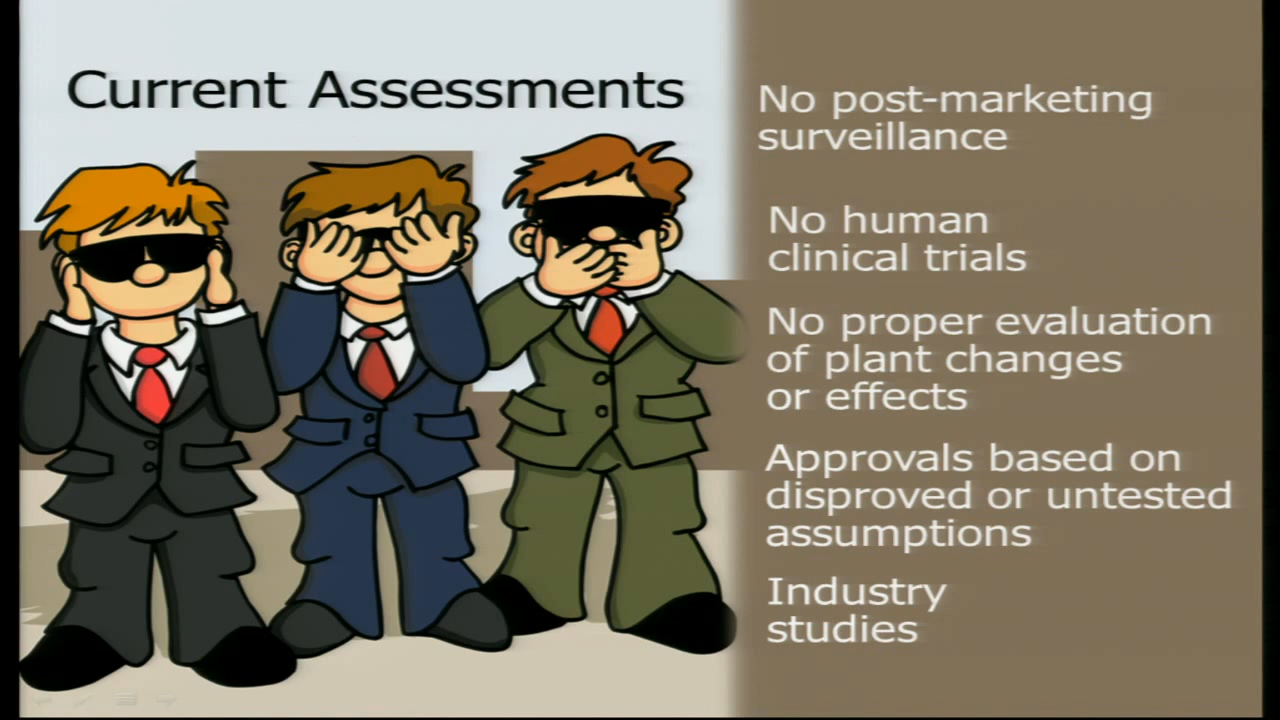 Current Assessments
No post-marketing
surveillance
No human
clinical trials
No proper evaluation
of plant changes
or effects
Approvals based on
disproved or untested
assumptions
Industry
studies